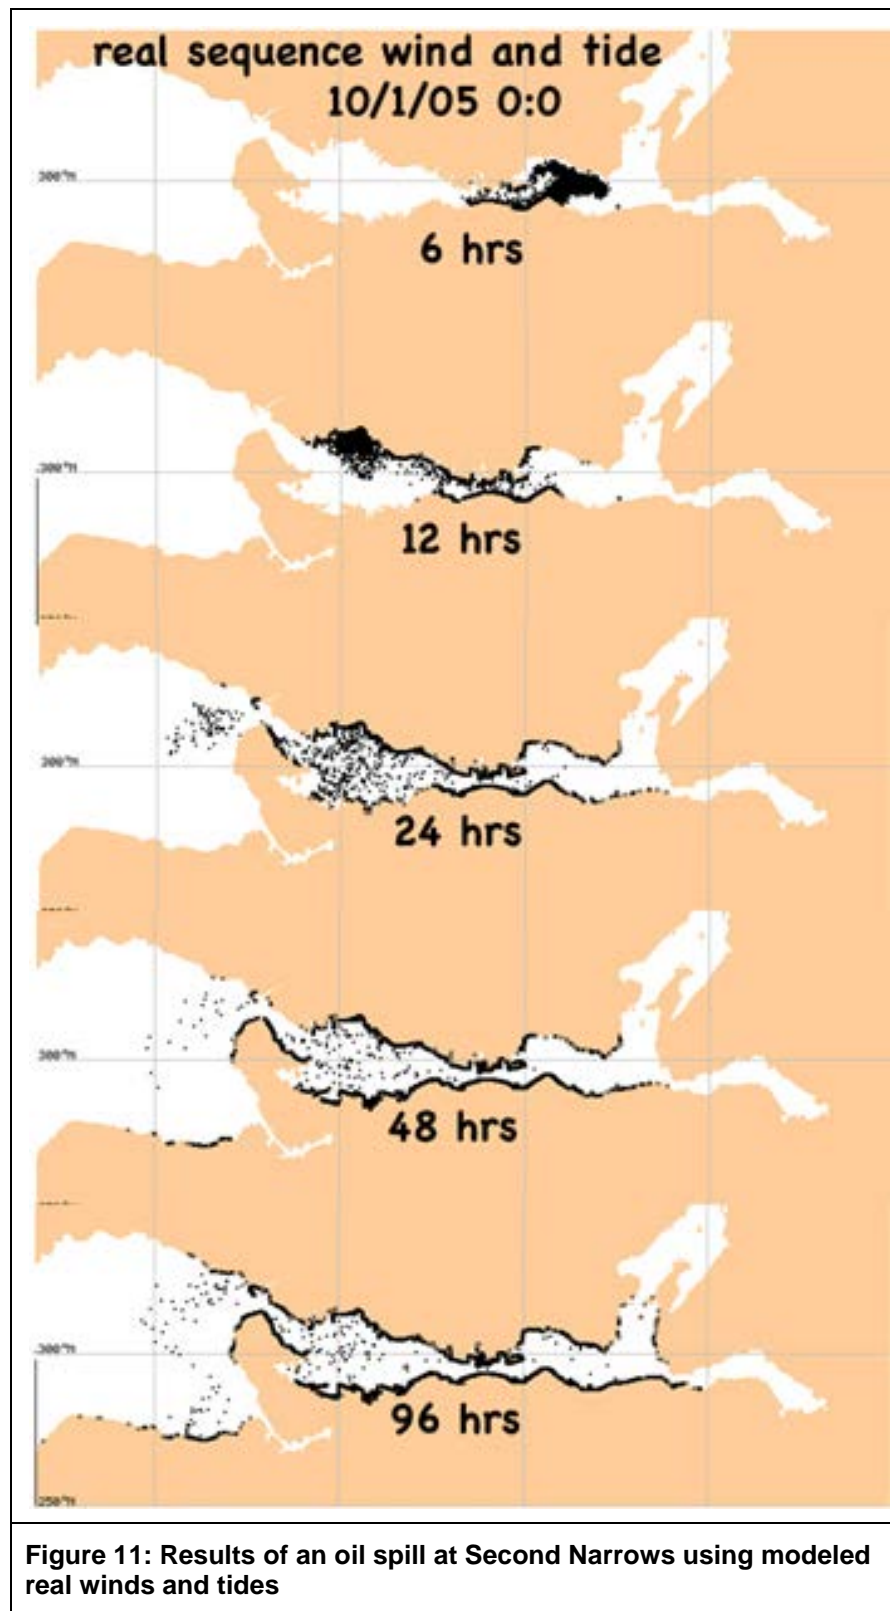 real sequence wind and tide
10/1/05 0:0
6 hrs
12 hrs
24 hrs
48 hrs
96 hrs
Figure 11: Results of an oil spill at Second Narrows using modeled
real winds and tides